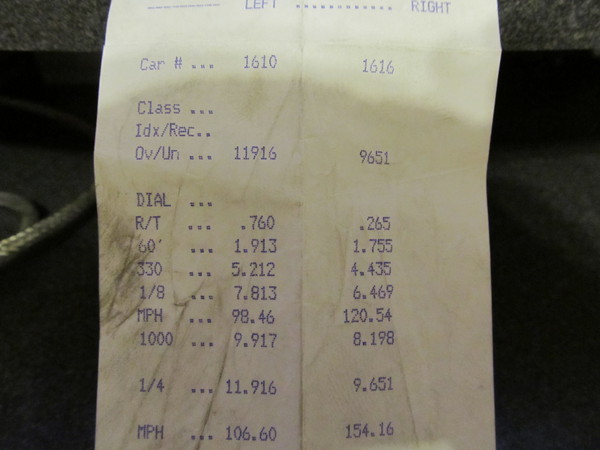 LEFT ............ RIGHT
Car # ... 1610 1616
Class ...
Idx/Rec..
Ov/Un ... 11916 9651
DIAL ...
R/T ... .760 .265
60' ... 1.913 1.755
330 ... 5.212 4.435
1/8 ... 7.813 6.469
MPH ... 98.46 120.54
1000 ... 9.917 8.198
1/4 ... 11.916 9.651
MPH ... 106.60 154.16